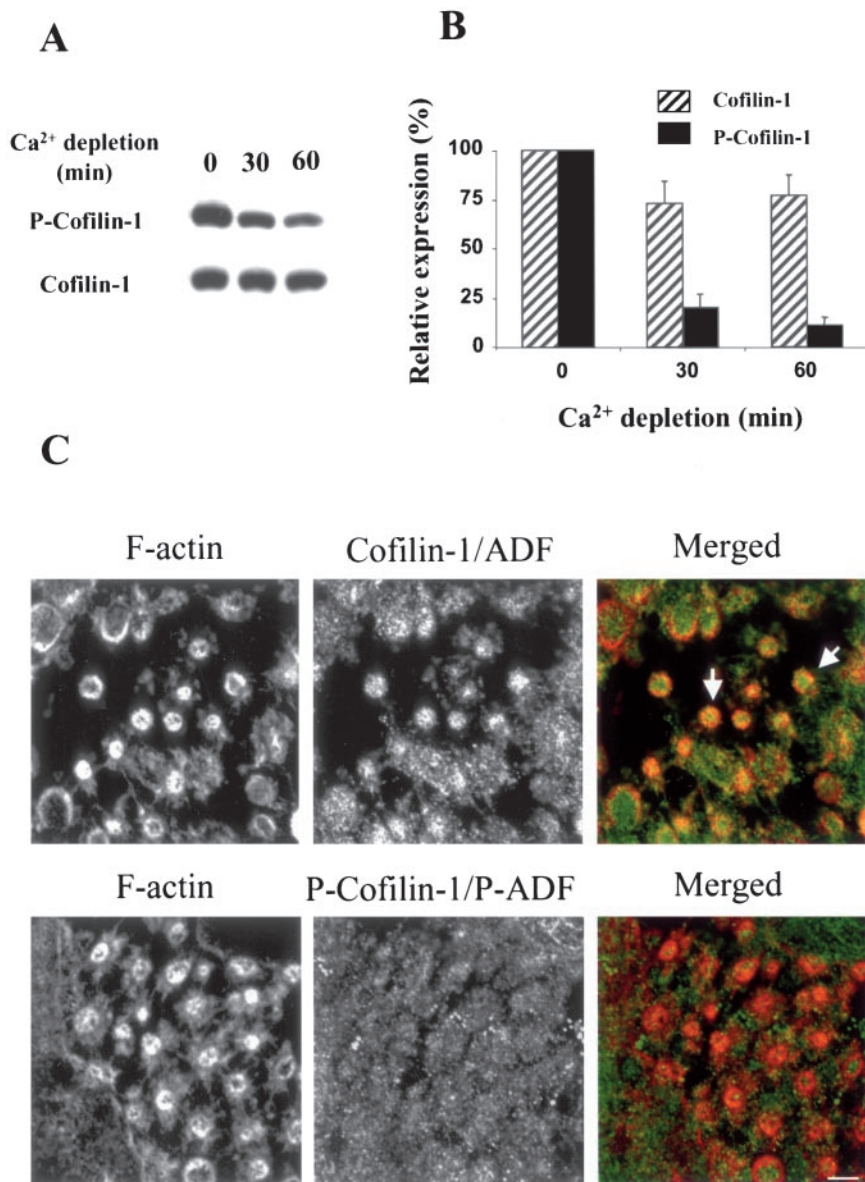 A
Ca²⁺ depletion
(min)
0 30 60
P-Cofilin-1
Cofilin-1
B
Cofilin-1
P-Cofilin-1
Relative expression (%)
100
75
50
25
0
0 30 60
Ca²⁺ depletion (min)
C
F-actin Cofilin-1/ADF Merged
F-actin P-Cofilin-1/P-ADF Merged